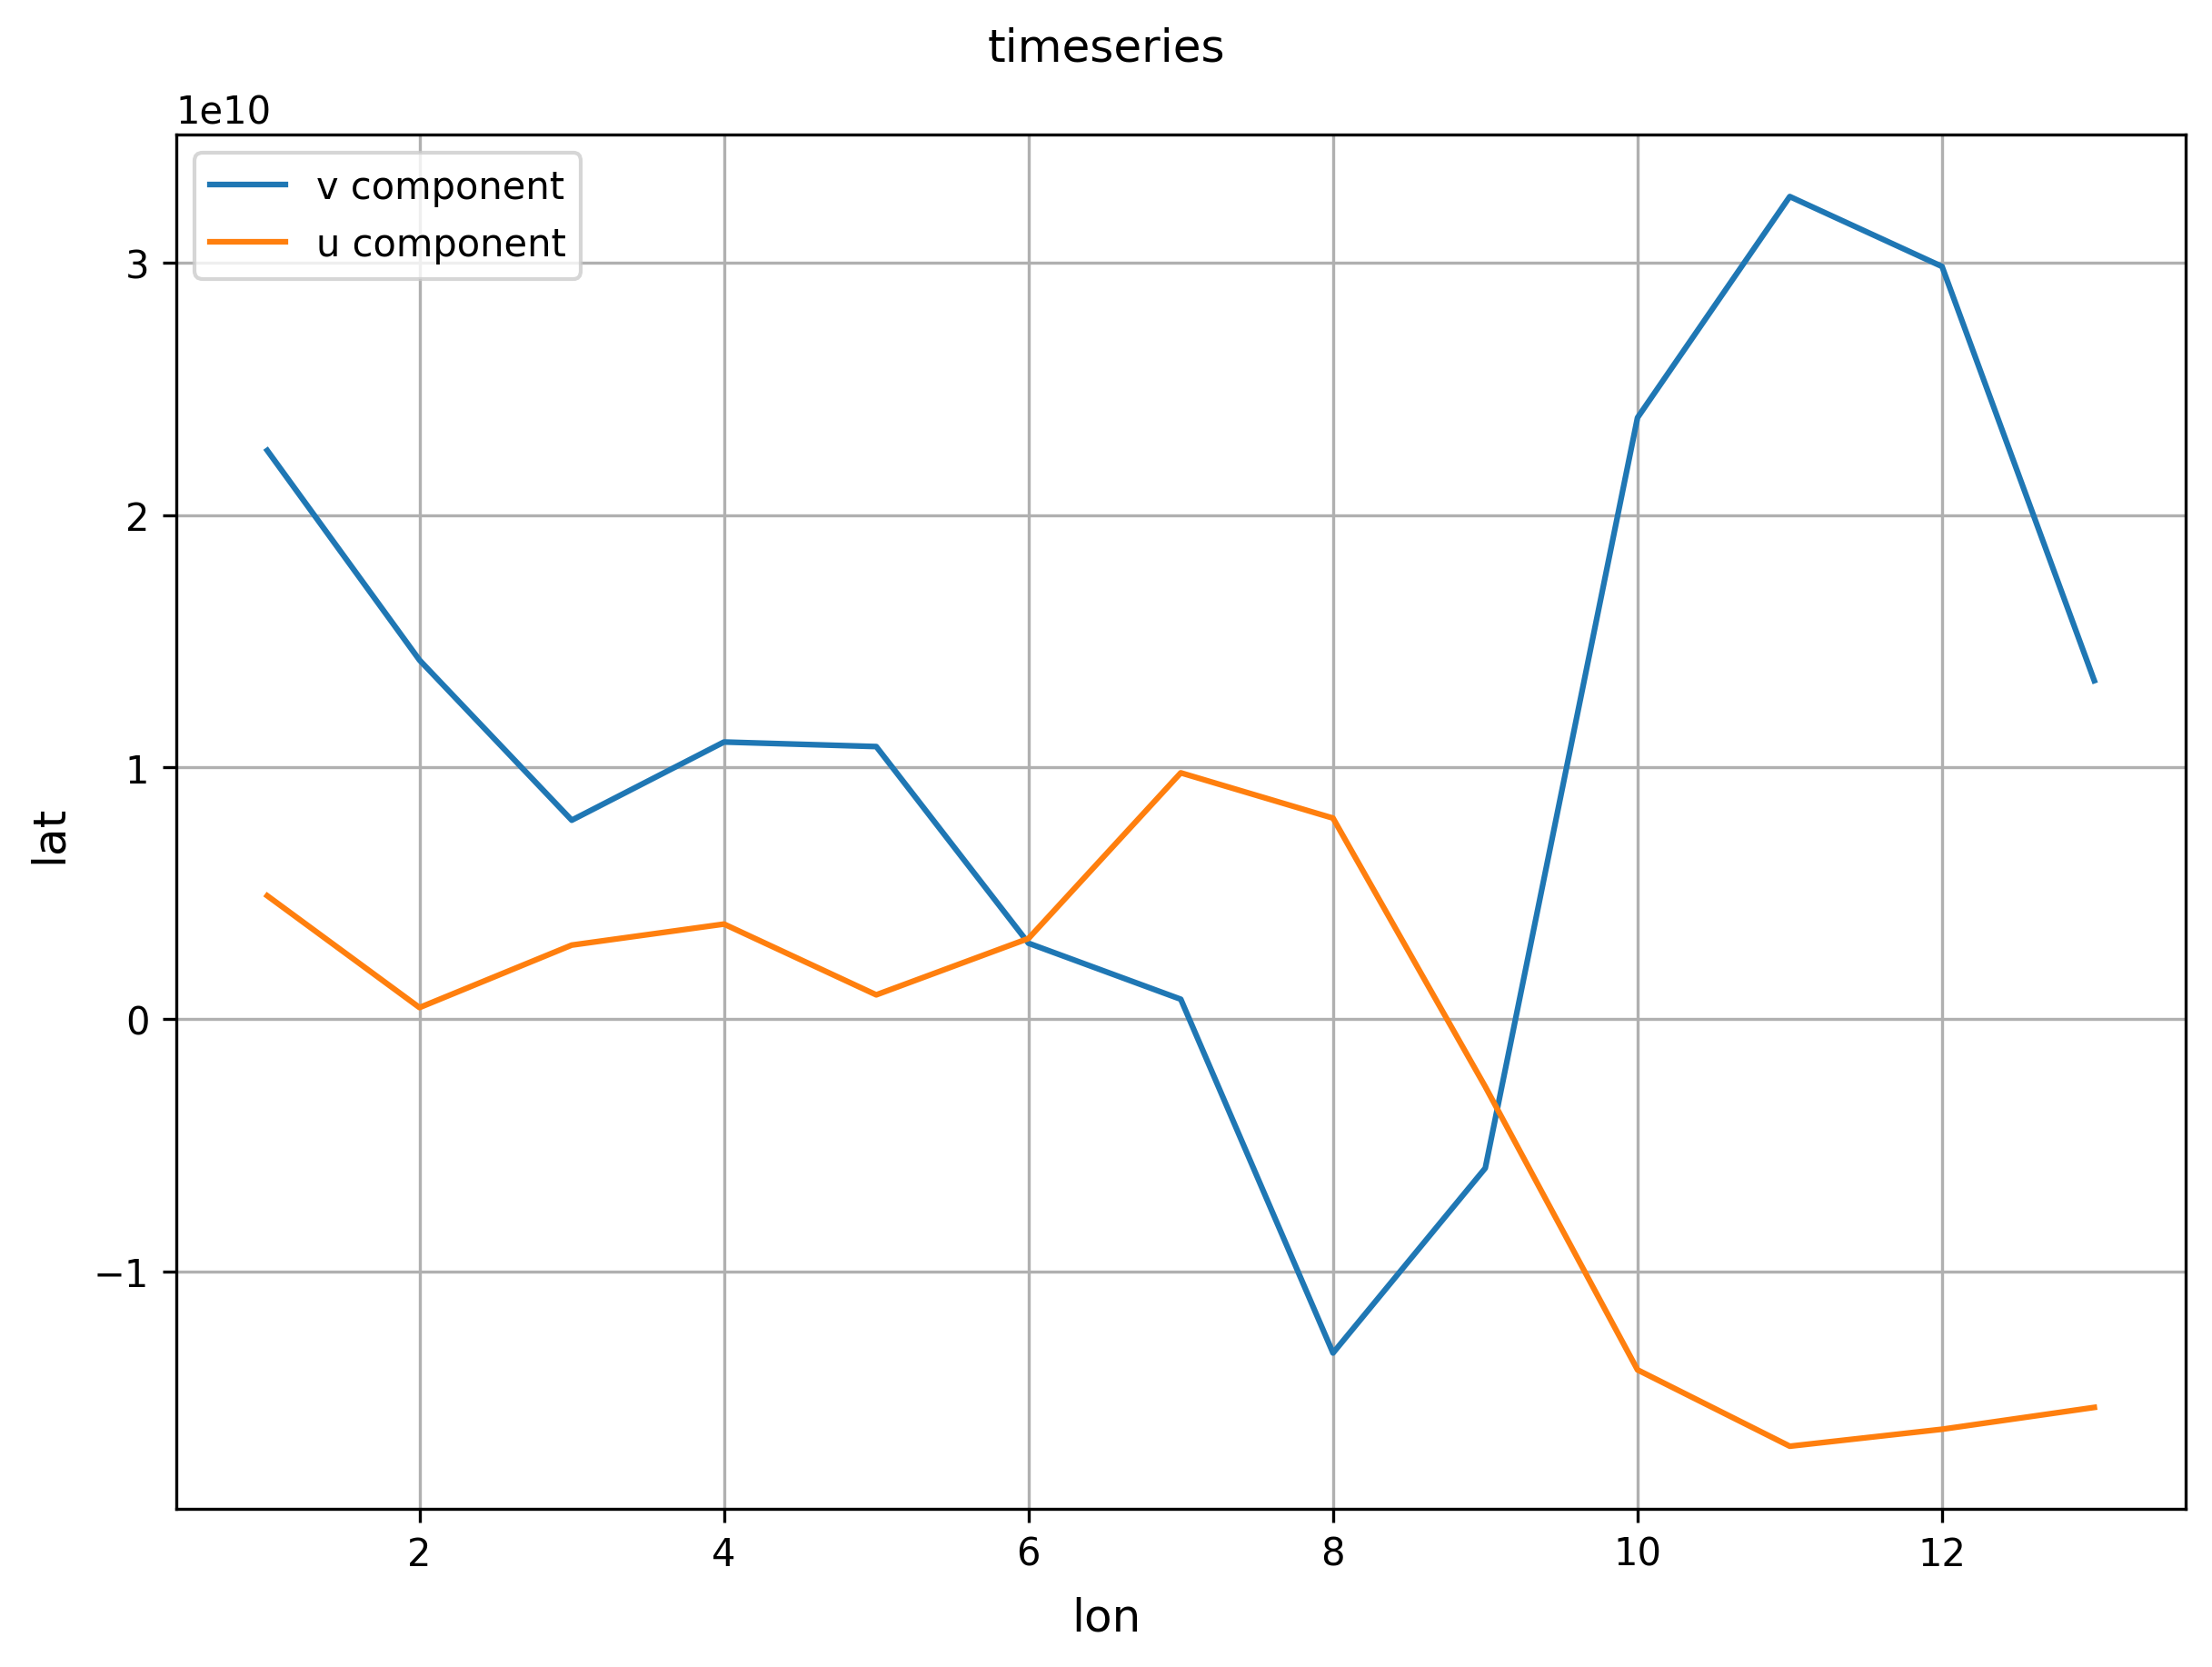 timeseries
1e10
v component
u component
3
2
1
0
−1
lat
2 4 6 8 10 12
lon